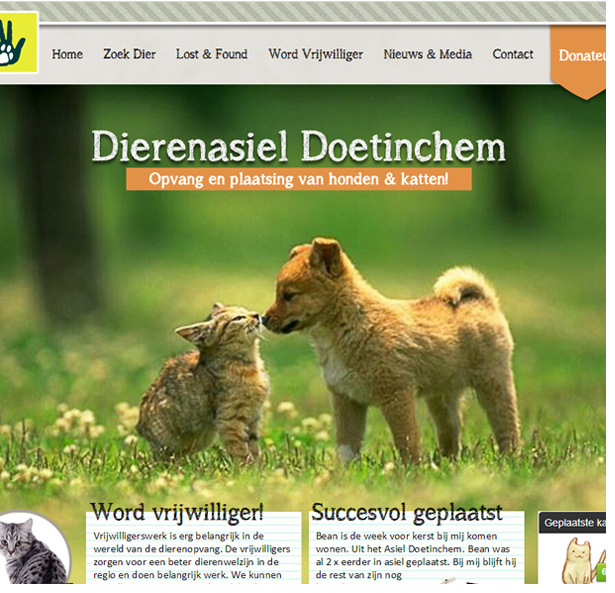 Home Zoek Dier Lost & Found Word Vrijwilliger Nieuws & Media Contact
Dierenasiel Doetinchem
Opvang en plaatsing van honden & katten!
Word vrijwilliger!
Vrijwilligerswerk is erg belangrijk in de
wereld van de dierenopvang. De vrijwilligers
zorgen voor een beter dierenwelzijn in de
regio en doen belangrijk werk. We kunnen
Succesvol geplaatst
Bean is de week voor kerst bij mij komen
wonen. Uit het Asiel Doetinchem. Bean was
al 2 x eerder in asiel geplaatst. Bij mij blijft hij
de rest van zijn nog
Geplaatste